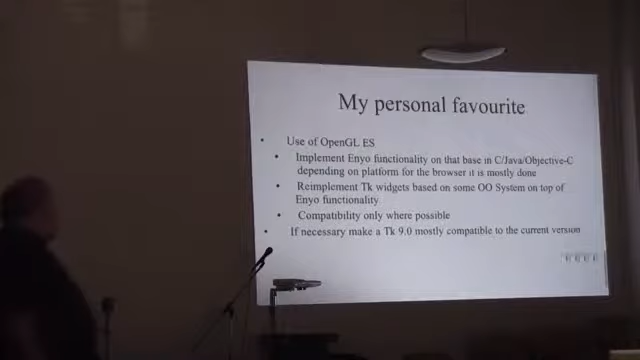 My personal favourite
• Use of OpenGL ES
• Implement Enyo functionality on that base in C/Java/Objective-C
depending on platform for the browser it is mostly done
• Reimplement Tk widgets based on some OO System on top of
Enyo functionality
• Compatibility only where possible
• If necessary make a Tk 9.0 mostly compatible to the current version